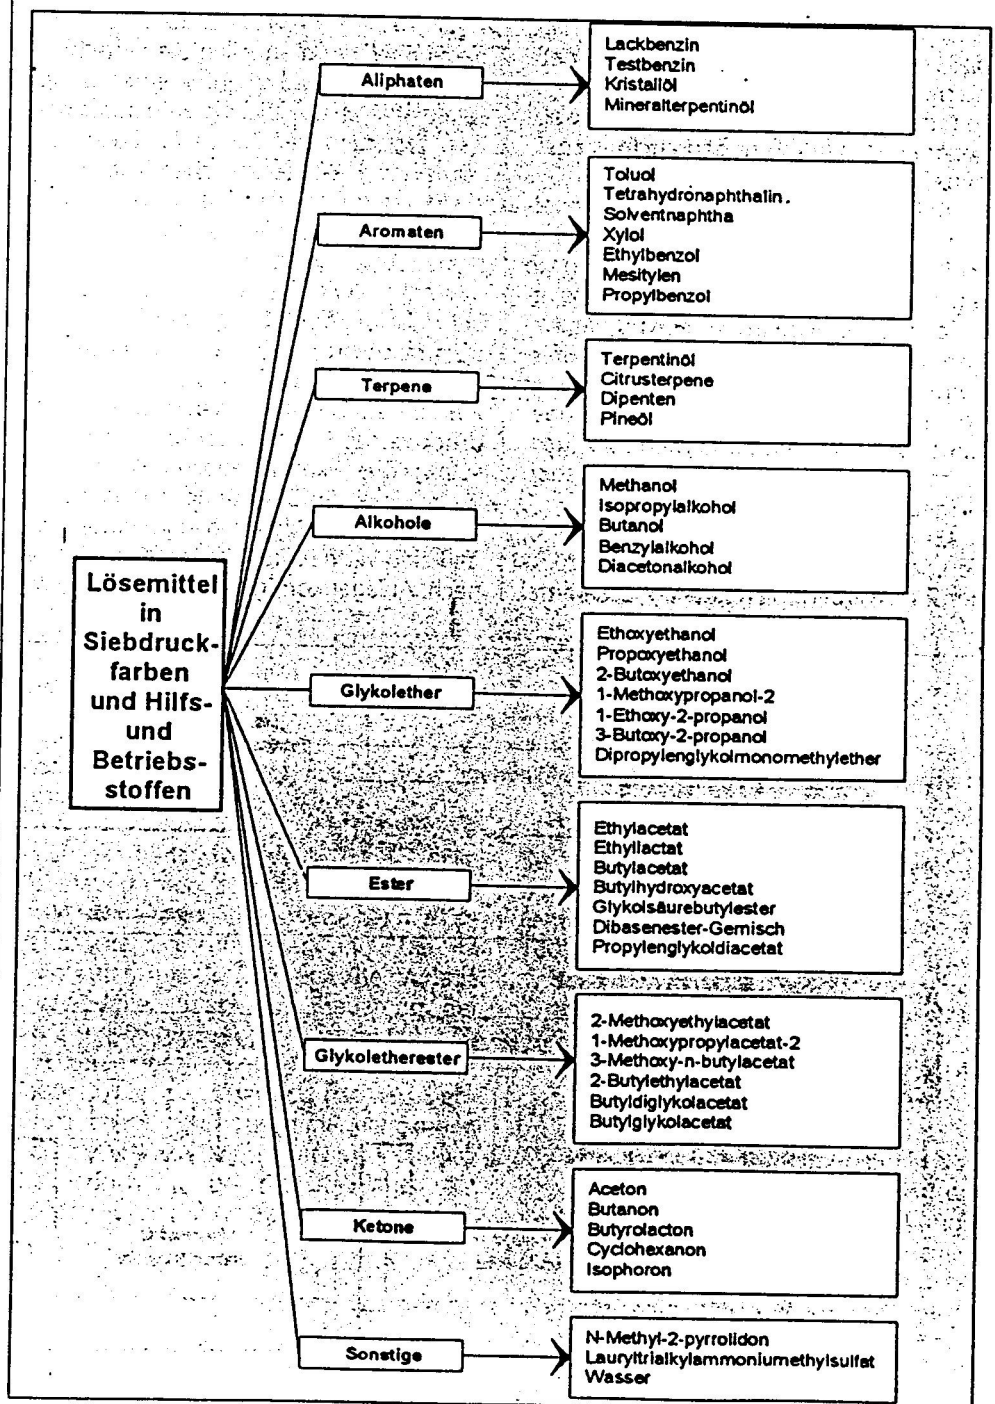 Lösemittel
in
Siebdruck-
farben
und Hilfs-
und
Betriebs-
stoffen
Aliphaten
Lackbenzin
Testbenzin
Kristallöl
Mineralterpentinöl
Aromaten
Toluol
Tetrahydronaphthalin.
Solventnaphtha
Xylol
Ethylbenzol
Mesitylen
Propylbenzol
Terpene
Terpentinöl
Citrusterpene
Dipenten
Pineöl
Alkohole
Methanol
Isopropylalkohol
Butanol
Benzylalkohol
Diacetonalkohol
Glykolether
Ethoxyethanol
Propoxyethanol
2-Butoxyethanol
1-Methoxypropanol-2
1-Ethoxy-2-propanol
3-Butoxy-2-propanol
Dipropylenglykolmonomethylether
Ester
Ethylacetat
Ethyllactat
Butylacetat
Butylhydroxyacetat
Glykolsäurebutylester
Dibasenester-Gemisch
Propylenglykoldiacetat
Glykoletherester
2-Methoxyethylacetat
1-Methoxypropylacetat-2
3-Methoxy-n-butylacetat
2-Butylethylacetat
Butyldiglykolacetat
Butylglykolacetat
Ketone
Aceton
Butanon
Butyrolacton
Cyclohexanon
Isophoron
Sonstige
N-Methyl-2-pyrrolidon
Lauryltrialkylammoniumethylsulfat
Wasser